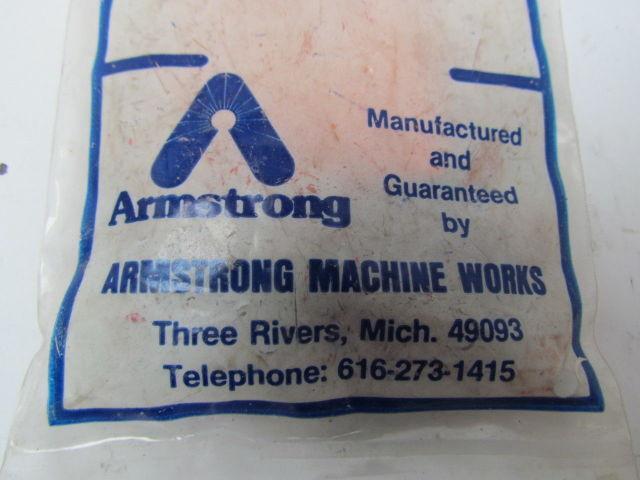 Armstrong
Manufactured
and
Guaranteed
by
ARMSTRONG MACHINE WORKS
Three Rivers, Mich. 49093
Telephone: 616-273-1415